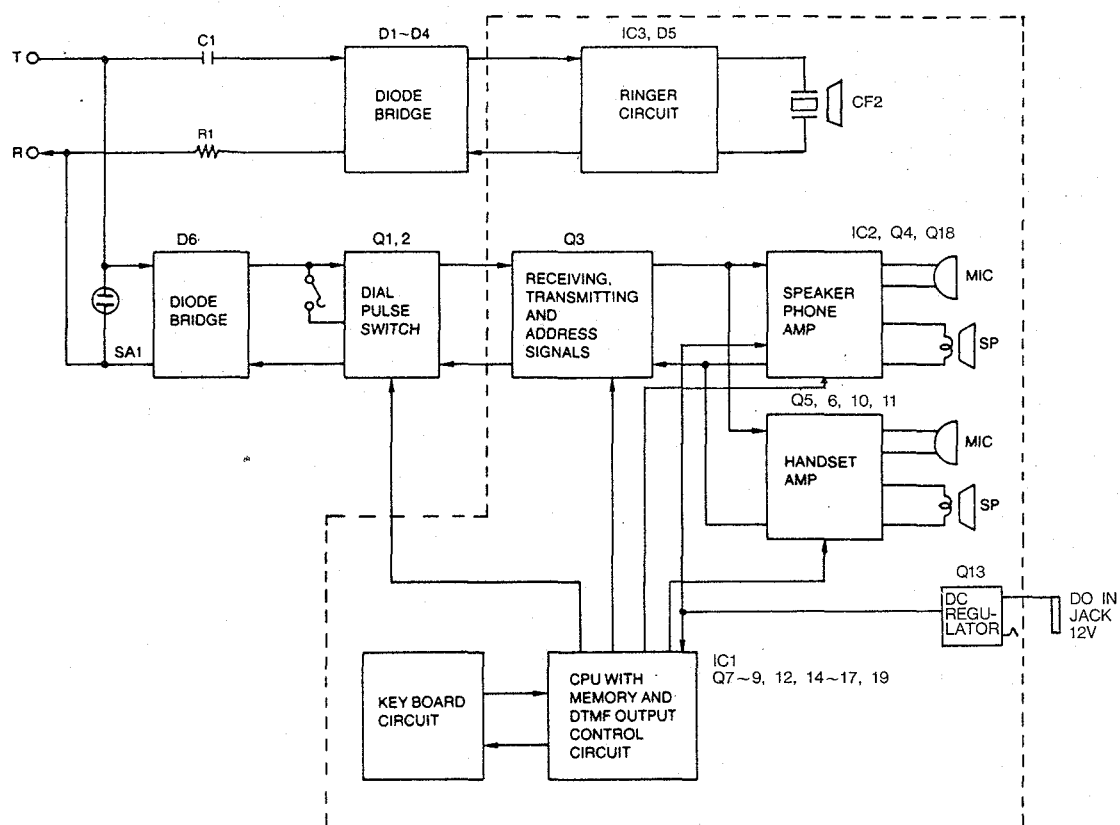 C1
D1~D4
IC3, D5
T
DIODE
BRIDGE
RINGER
CIRCUIT
CF2
R
R1
D6
Q1, 2
Q3
IC2, Q4, Q18
DIODE
BRIDGE
DIAL
PULSE
SWITCH
RECEIVING,
TRANSMITTING
AND
ADDRESS
SIGNALS
SPEAKER
PHONE
AMP
MIC
SP
SA1
Q5, 6, 10, 11
HANDSET
AMP
MIC
SP
Q13
DC
REGU-
LATOR
DO IN
JACK
12V
KEY BOARD
CIRCUIT
CPU WITH
MEMORY AND
DTMF OUTPUT
CONTROL
CIRCUIT
IC1
Q7~9, 12, 14~17, 19